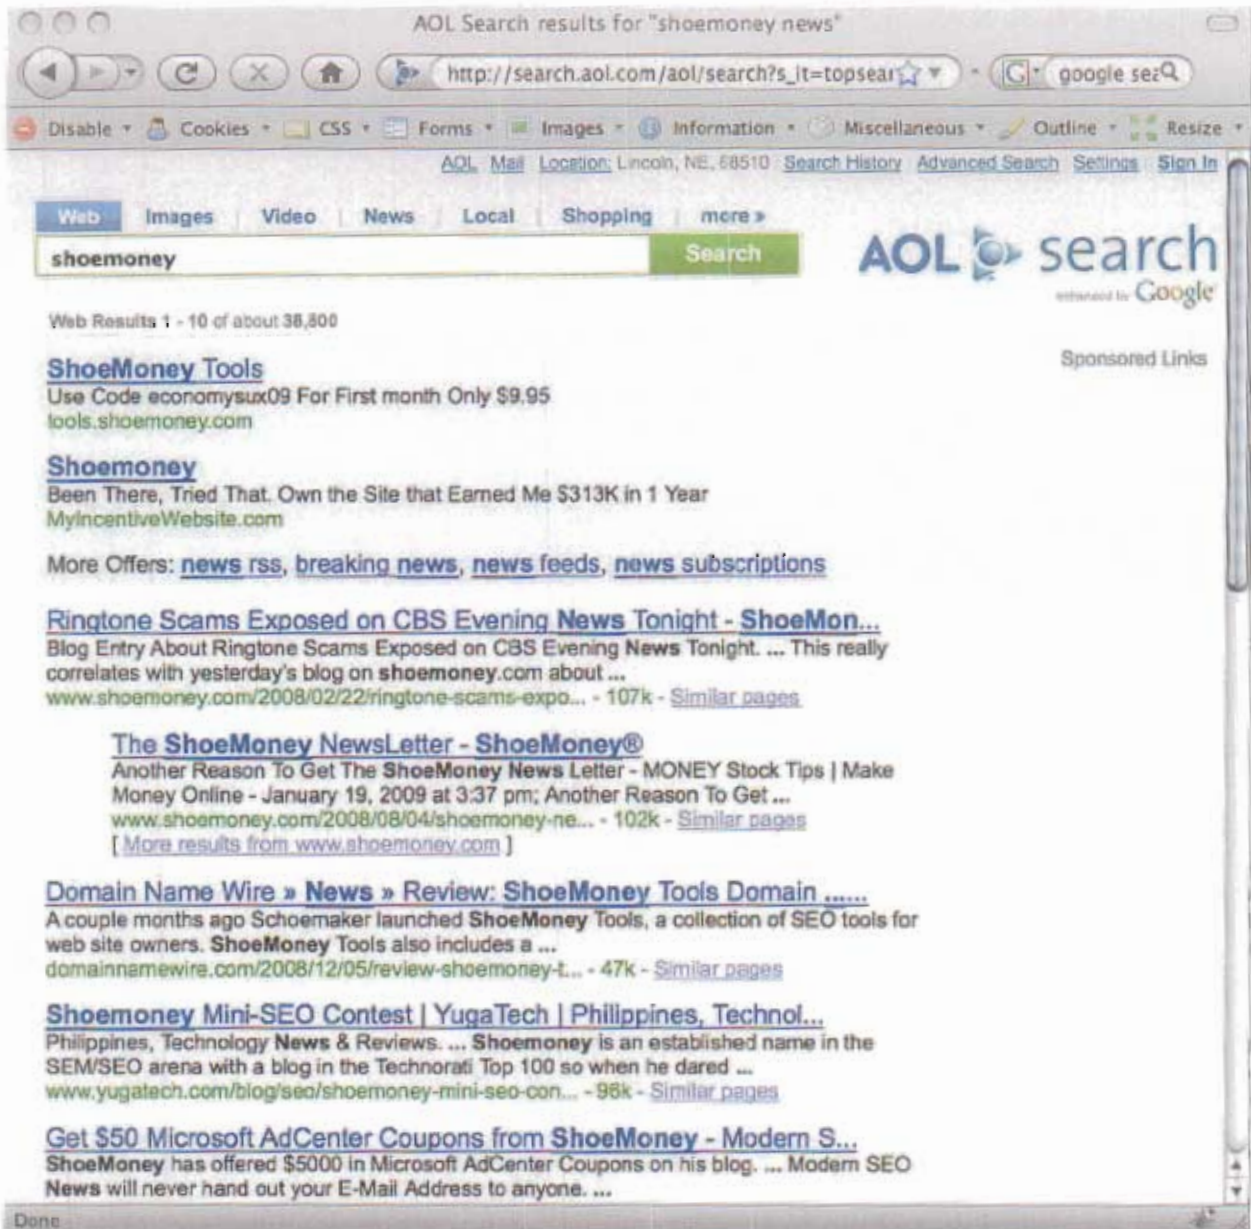 AOL Search results for "shoemoney news"
http://search.aol.com/aol/search?s_it=topsear
G google sea
Disable Cookies CSS Forms Images Information Miscellaneous Outline Resize
AOL Mail Location: Lincoln, NE, 68510 Search History Advanced Search Settings Sign In
Web Images Video News Local Shopping more »
shoemoney Search
AOL search
enhanced by Google
Web Results 1 - 10 of about 38,800
Sponsored Links
ShoeMoney Tools
Use Code economysux09 For First month Only $9.95
tools.shoemoney.com
Shoemoney
Been There, Tried That. Own the Site that Earned Me $313K in 1 Year
MyIncentiveWebsite.com
More Offers: news rss, breaking news, news feeds, news subscriptions
Ringtone Scams Exposed on CBS Evening News Tonight - ShoeMon...
Blog Entry About Ringtone Scams Exposed on CBS Evening News Tonight. ... This really
correlates with yesterday's blog on shoemoney.com about ...
www.shoemoney.com/2008/02/22/ringtone-scams-expo... - 107k - Similar pages
The ShoeMoney NewsLetter - ShoeMoney®
Another Reason To Get The ShoeMoney News Letter - MONEY Stock Tips | Make
Money Online - January 19, 2009 at 3:37 pm; Another Reason To Get ...
www.shoemoney.com/2008/08/04/shoemoney-ne... - 102k - Similar pages
[ More results from www.shoemoney.com ]
Domain Name Wire » News » Review: ShoeMoney Tools Domain ......
A couple months ago Schoemaker launched ShoeMoney Tools, a collection of SEO tools for
web site owners. ShoeMoney Tools also includes a ...
domainnamewire.com/2008/12/05/review-shoemoney-t... - 47k - Similar pages
Shoemoney Mini-SEO Contest | YugaTech | Philippines, Technol...
Philippines, Technology News & Reviews. ... Shoemoney is an established name in the
SEM/SEO arena with a blog in the Technorati Top 100 so when he dared ...
www.yugatech.com/blog/seo/shoemoney-mini-seo-con... - 96k - Similar pages
Get $50 Microsoft AdCenter Coupons from ShoeMoney - Modern S...
ShoeMoney has offered $5000 in Microsoft AdCenter Coupons on his blog. ... Modern SEO
News will never hand out your E-Mail Address to anyone. ...
Done